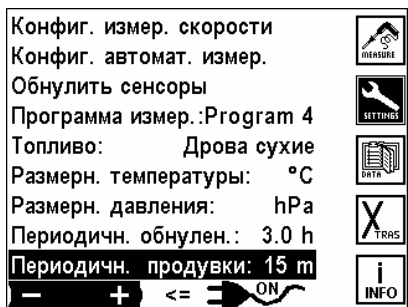 Конфиг. измер. скорости
Конфиг. автомат. измер.
Обнулить сенсоры
Программа измер.:Program 4
Топливо: Дрова сухие
Размерн. температуры: °C
Размерн. давления: hPa
Периодичн. обнулен.: 3.0 h
Периодичн. продувки: 15 m
− + <= ON
MEASURE
SETTINGS
DATA
XTRAS
i INFO